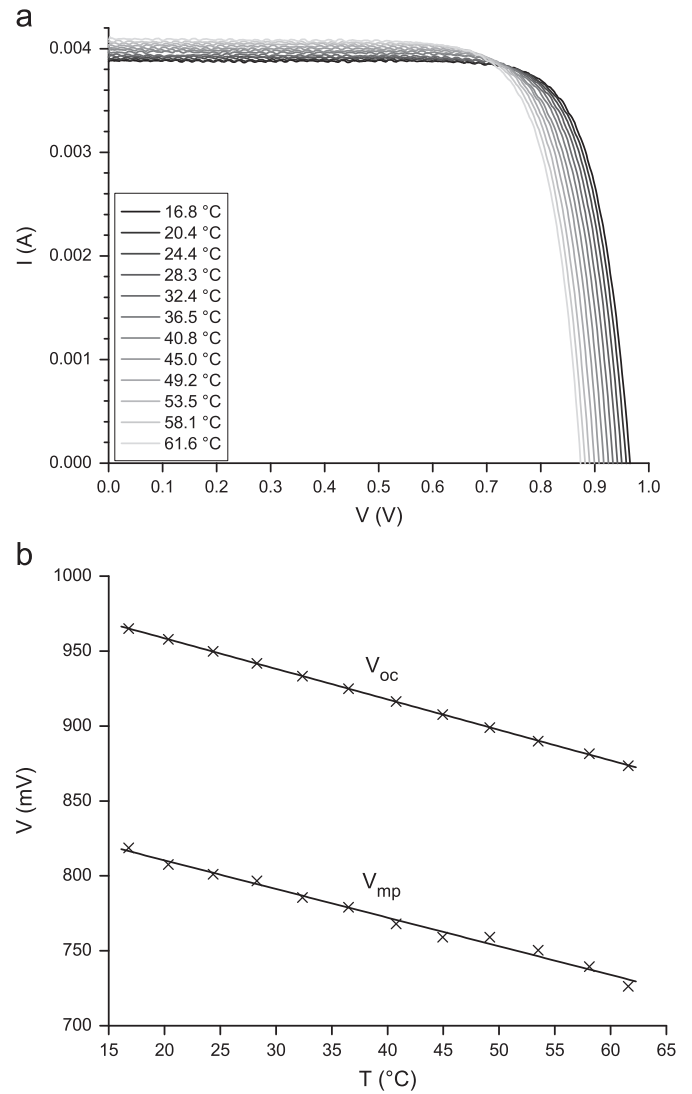 a
0.004
0.003
0.002
0.001
0.000
I (A)
16.8 °C
20.4 °C
24.4 °C
28.3 °C
32.4 °C
36.5 °C
40.8 °C
45.0 °C
49.2 °C
53.5 °C
58.1 °C
61.6 °C
0.0 0.1 0.2 0.3 0.4 0.5 0.6 0.7 0.8 0.9 1.0
V (V)
b
1000
950
900
850
800
750
700
V (mV)
Voc
Vmp
15 20 25 30 35 40 45 50 55 60 65
T (°C)